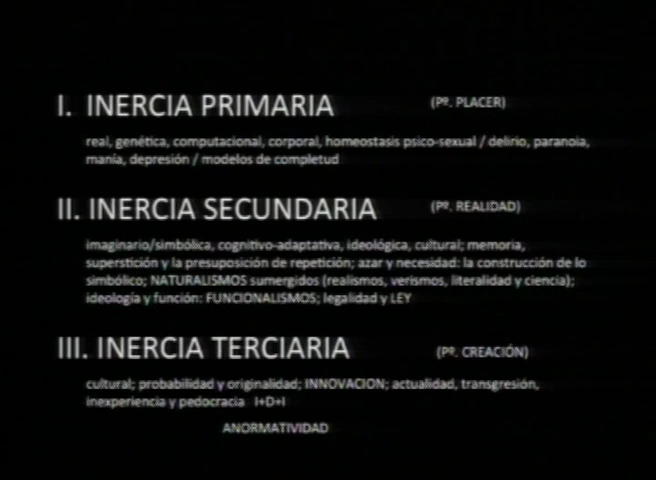 I. INERCIA PRIMARIA (Pº. PLACER)
real, genética, computacional, corporal, homeostasis psico-sexual / delirio, paranoia,
manía, depresión / modelos de completud
II. INERCIA SECUNDARIA (Pº. REALIDAD)
imaginario/simbólica, cognitivo-adaptativa, ideológica, cultural; memoria,
superstición y la presuposición de repetición; azar y necesidad: la construcción de lo
simbólico; NATURALISMOS sumergidos (realismos, verismos, literalidad y ciencia);
ideología y función: FUNCIONALISMOS; legalidad y LEY
III. INERCIA TERCIARIA (Pº. CREACIÓN)
cultural; probabilidad y originalidad; INNOVACION; actualidad, transgresión,
inexperiencia y pedocracia I+D+I
ANORMATIVIDAD